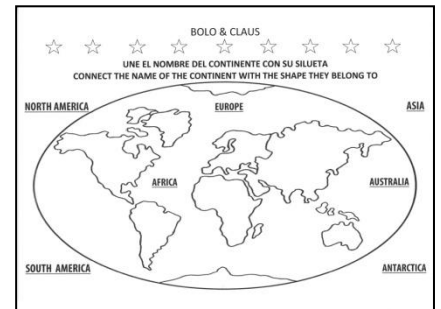 BOLO & CLAUS
UNE EL NOMBRE DEL CONTINENTE CON SU SILUETA
CONNECT THE NAME OF THE CONTINENT WITH THE SHAPE THEY BELONG TO
NORTH AMERICA
EUROPE
ASIA
AFRICA
AUSTRALIA
SOUTH AMERICA
ANTARCTICA